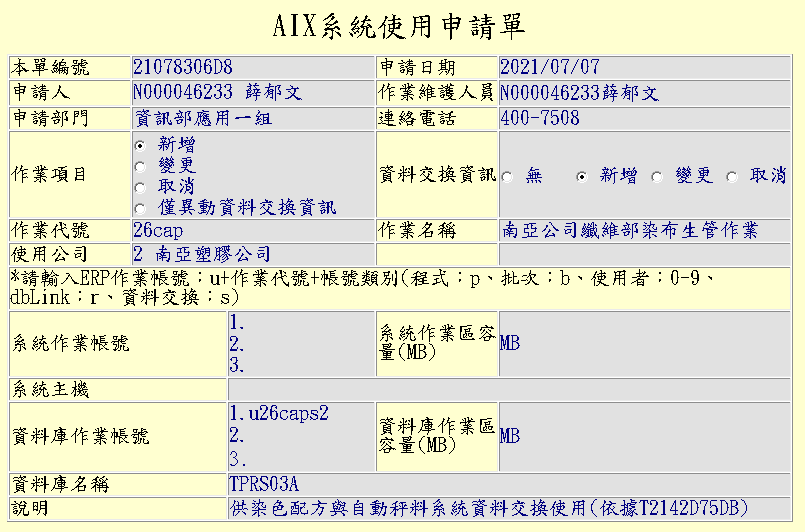 AIX系統使用申請單
本單編號 21078306D8 申請日期 2021/07/07
申請人 N000046233 薛郁文 作業維護人員 N000046233薛郁文
申請部門 資訊部應用一組 連絡電話 400-7508
作業項目 新增
變更
取消
僅異動資料交換資訊
資料交換資訊 無 新增 變更 取消
作業代號 26cap 作業名稱 南亞公司纖維部染布生管作業
使用公司 2 南亞塑膠公司
*請輸入ERP作業帳號：u+作業代號+帳號類別(程式：p、批次：b、使用者：0-9、
dbLink：r、資料交換：s)
系統作業帳號 1.
2.
3.
系統作業區容
量(MB) MB
系統主機
資料庫作業帳號 1.u26caps2
2.
3.
資料庫作業區
容量(MB) MB
資料庫名稱 TPRS03A
說明 供染色配方與自動秤料系統資料交換使用(依據T2142D75DB)